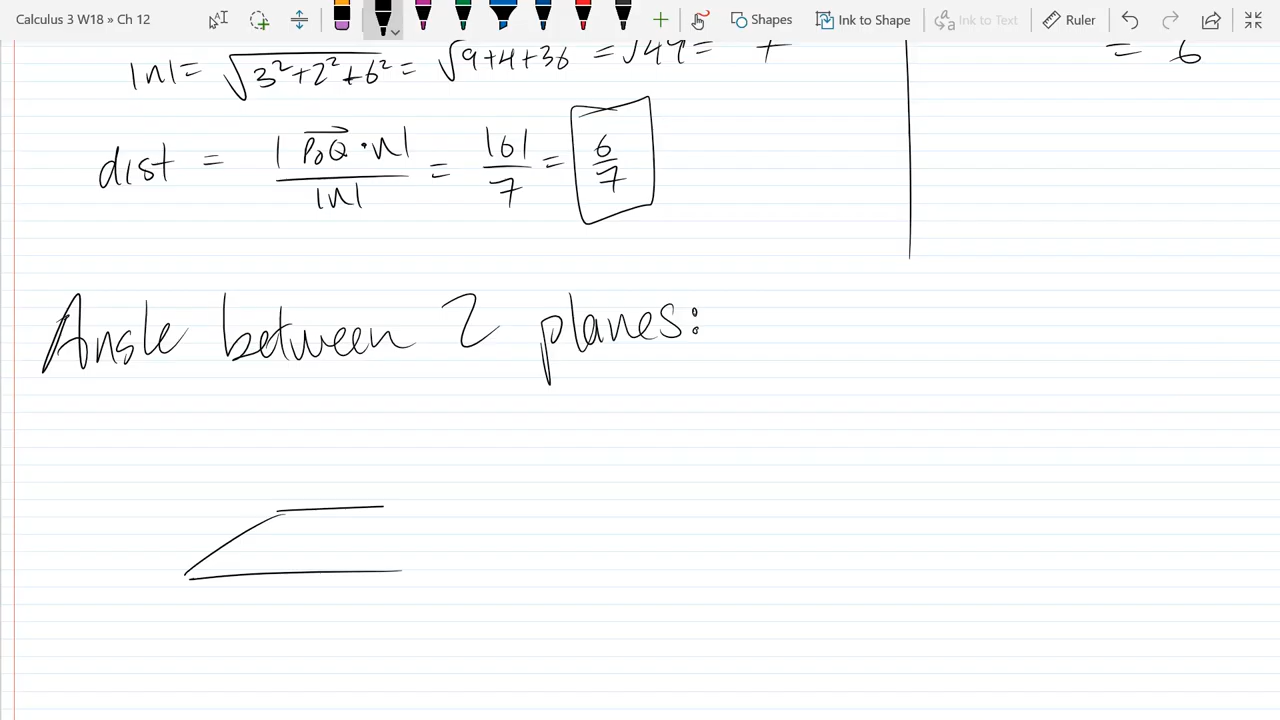 Calculus 3 W18 » Ch 12
Shapes
Ink to Shape
Ink to Text
Ruler
|n| = √3²+2²+6² = √9+4+36 = √49 = 7
= 6
dist = |P₀Q · n| / |n| = |6| / 7 = 6/7
Angle between 2 planes: